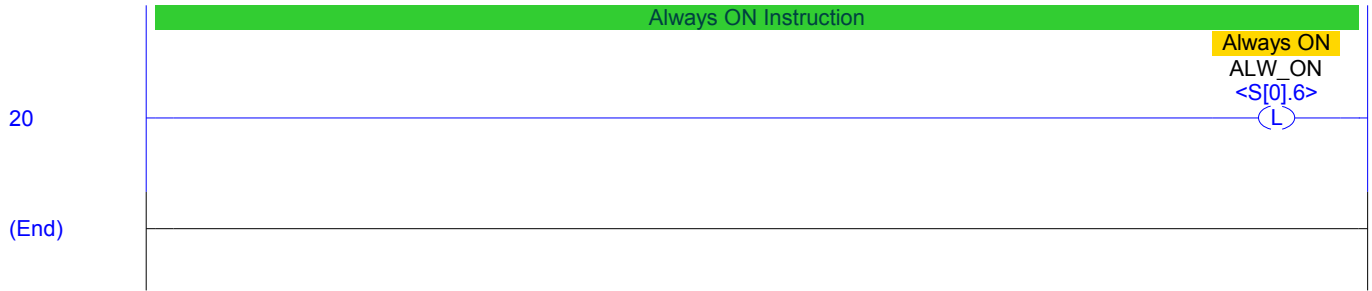 Always ON Instruction
Always ON
ALW_ON
<S[0].6>
20
L
(End)